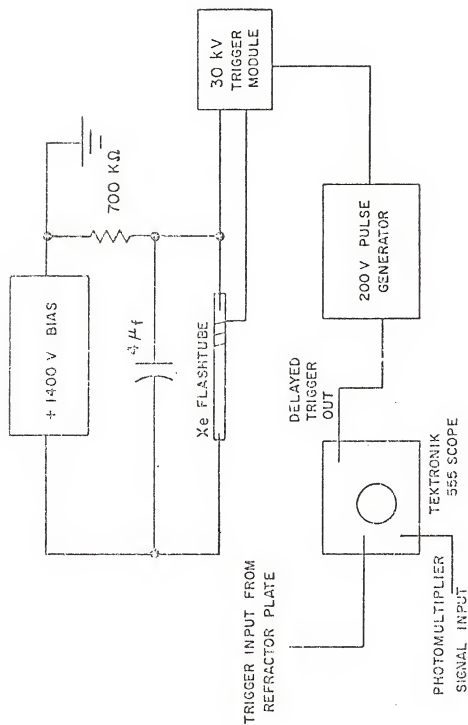 + 1400 V BIAS
700 KΩ
4 μf
Xe FLASHTUBE
30 kV
TRIGGER
MODULE
200 V PULSE
GENERATOR
DELAYED
TRIGGER
OUT
TEKTRONIK
555 SCOPE
TRIGGER INPUT FROM
REFRACTOR PLATE
PHOTOMULTIPLIER
SIGNAL INPUT